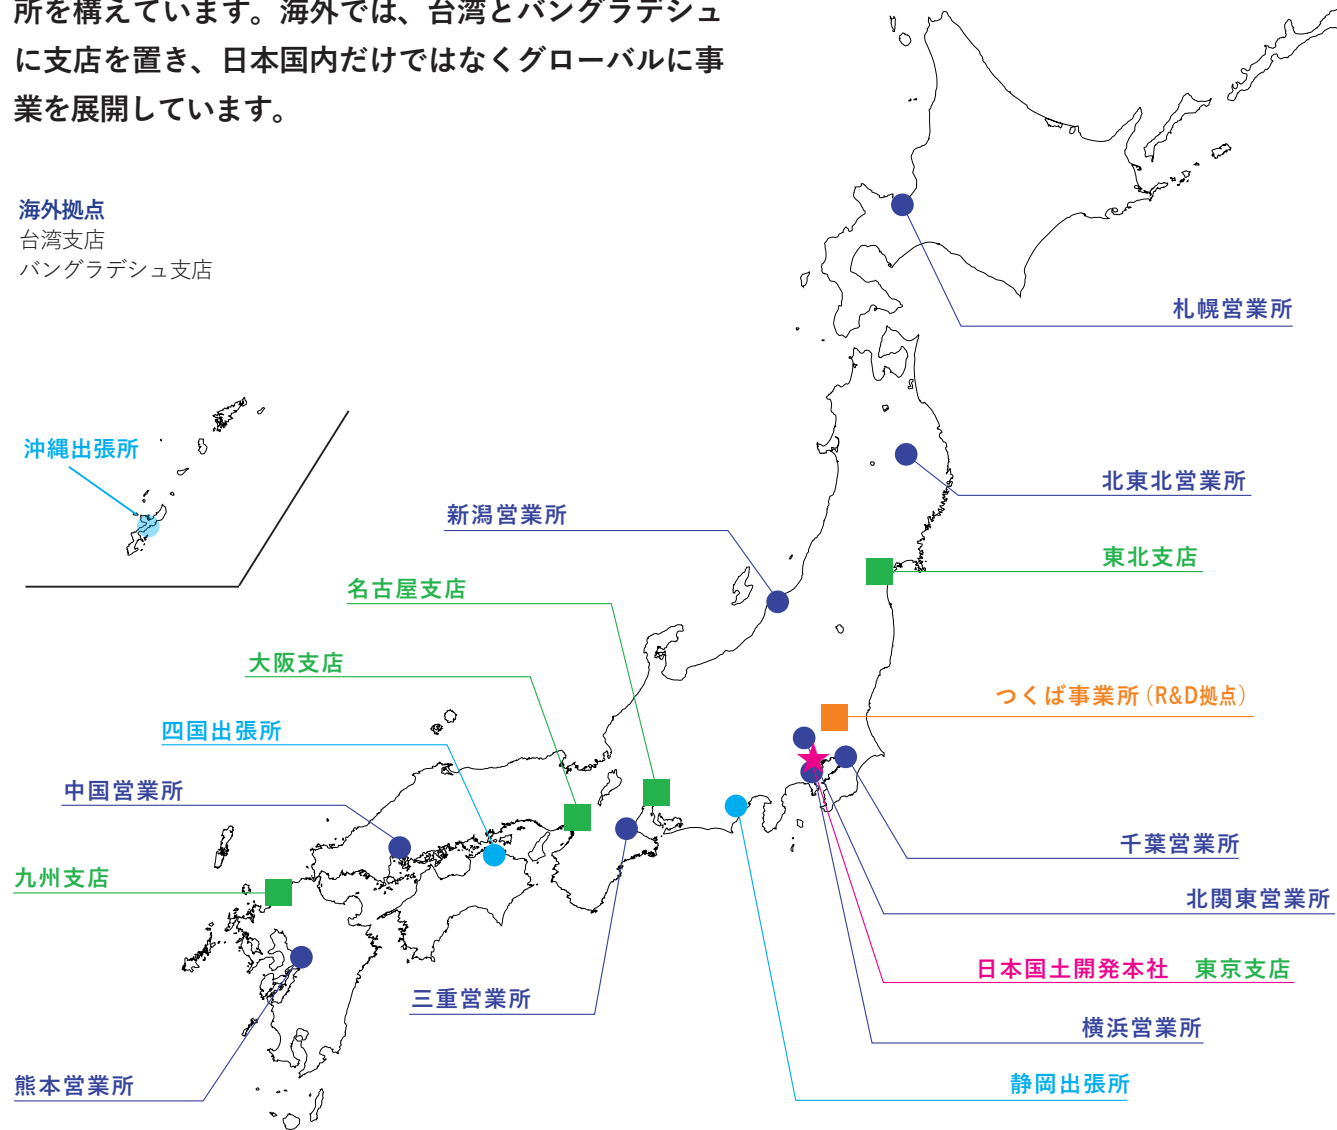 所を構えています。海外では、台湾とバングラデシュ
に支店を置き、日本国内だけではなくグローバルに事
業を展開しています。
海外拠点
台湾支店
バングラデシュ支店
札幌営業所
沖縄出張所
北東北営業所
新潟営業所
東北支店
名古屋支店
大阪支店
つくば事業所（R&D拠点）
四国出張所
中国営業所
千葉営業所
九州支店
北関東営業所
日本国土開発本社　東京支店
三重営業所
横浜営業所
静岡出張所
熊本営業所